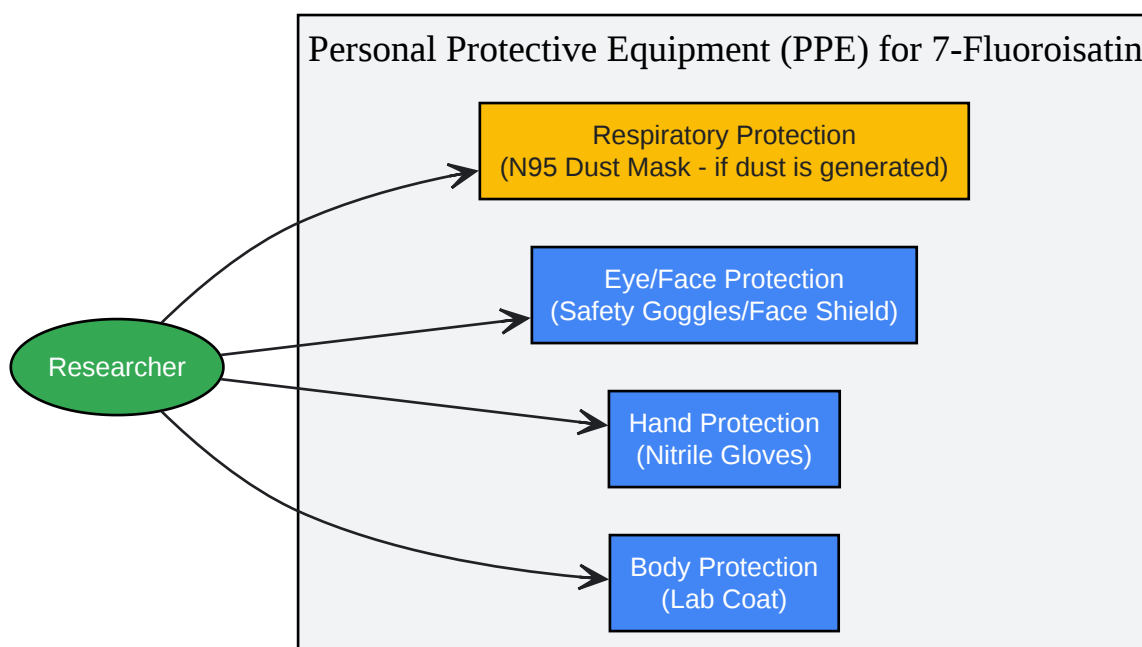 Personal Protective Equipment (PPE) for 7-Fluoroisatin
Respiratory Protection
(N95 Dust Mask - if dust is generated)
Eye/Face Protection
(Safety Goggles/Face Shield)
Researcher
Hand Protection
(Nitrile Gloves)
Body Protection
(Lab Coat)